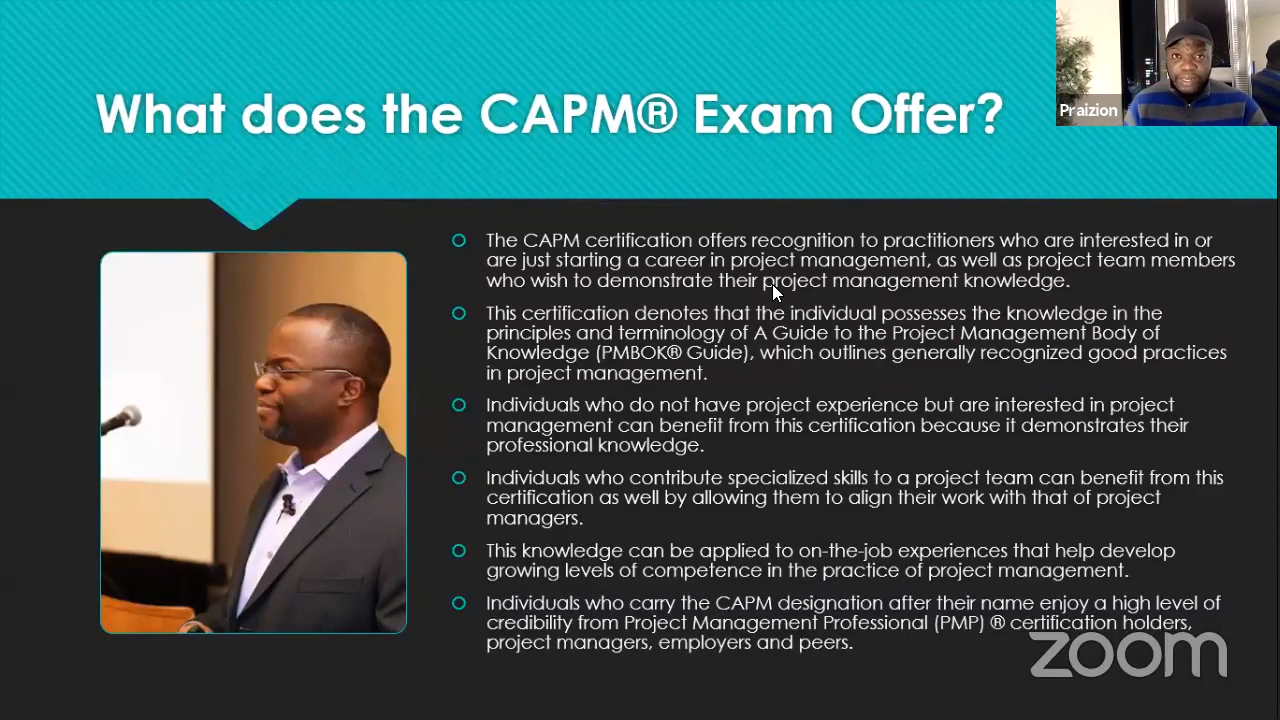 What does the CAPM® Exam Offer?
Praizion
The CAPM certification offers recognition to practitioners who are interested in or
are just starting a career in project management, as well as project team members
who wish to demonstrate their project management knowledge.
This certification denotes that the individual possesses the knowledge in the
principles and terminology of A Guide to the Project Management Body of
Knowledge (PMBOK® Guide), which outlines generally recognized good practices
in project management.
Individuals who do not have project experience but are interested in project
management can benefit from this certification because it demonstrates their
professional knowledge.
Individuals who contribute specialized skills to a project team can benefit from this
certification as well by allowing them to align their work with that of project
managers.
This knowledge can be applied to on-the-job experiences that help develop
growing levels of competence in the practice of project management.
Individuals who carry the CAPM designation after their name enjoy a high level of
credibility from Project Management Professional (PMP) ® certification holders,
project managers, employers and peers.
zoom